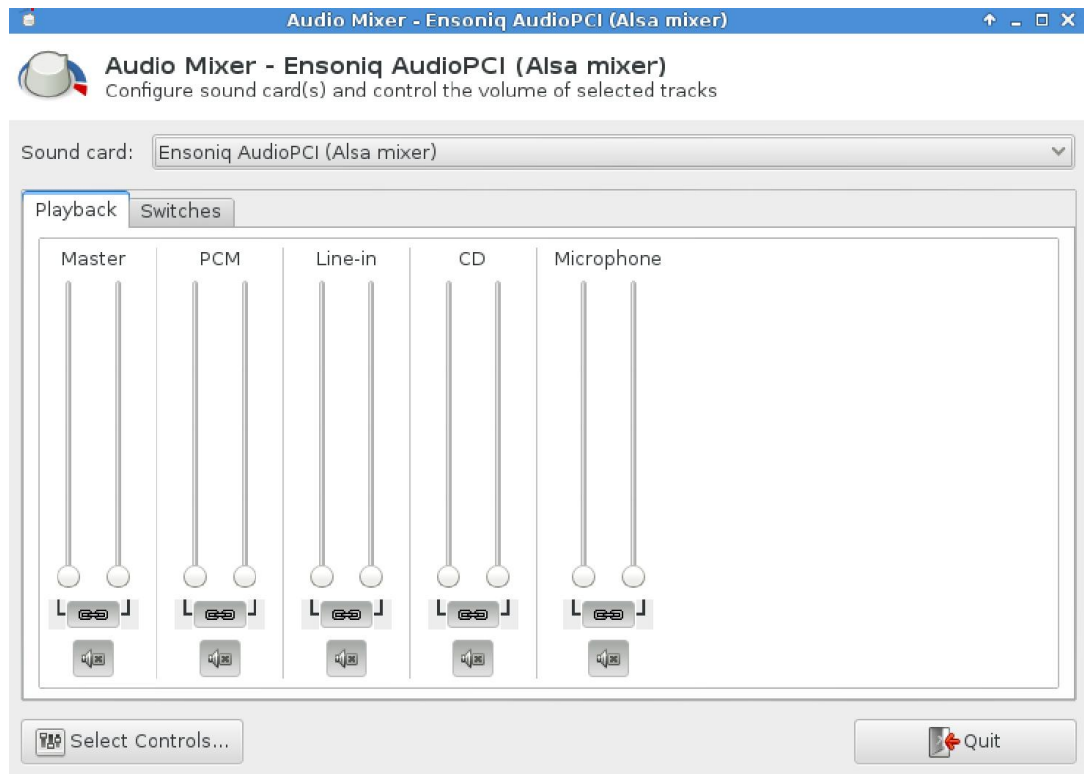 Audio Mixer - Ensoniq AudioPCI (Alsa mixer)
Audio Mixer - Ensoniq AudioPCI (Alsa mixer)
Configure sound card(s) and control the volume of selected tracks
Sound card: Ensoniq AudioPCI (Alsa mixer)
Playback Switches
Master PCM Line-in CD Microphone
Select Controls... Quit